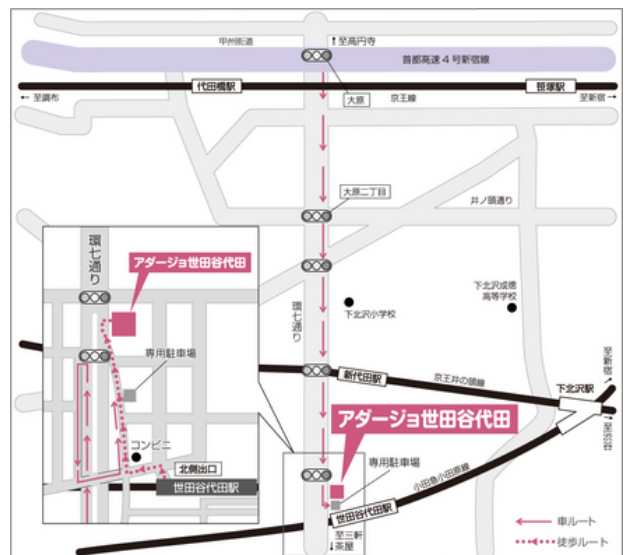 甲州街道
↑至高円寺
首都高速4号新宿線
代田橋駅
笹塚駅
←至調布
大原
京王線
至新宿→
大原二丁目
井ノ頭通り
環七通り
アダージョ世田谷代田
専用駐車場
コンビニ
北側出口
世田谷代田駅
環七通り
下北沢小学校
下北沢成徳
高等学校
新代田駅
京王井の頭線
至新宿→
下北沢駅
←至渋谷
アダージョ世田谷代田
専用駐車場
小田急小田原線
世田谷代田駅
至三軒
↓茶屋
車ルート
徒歩ルート